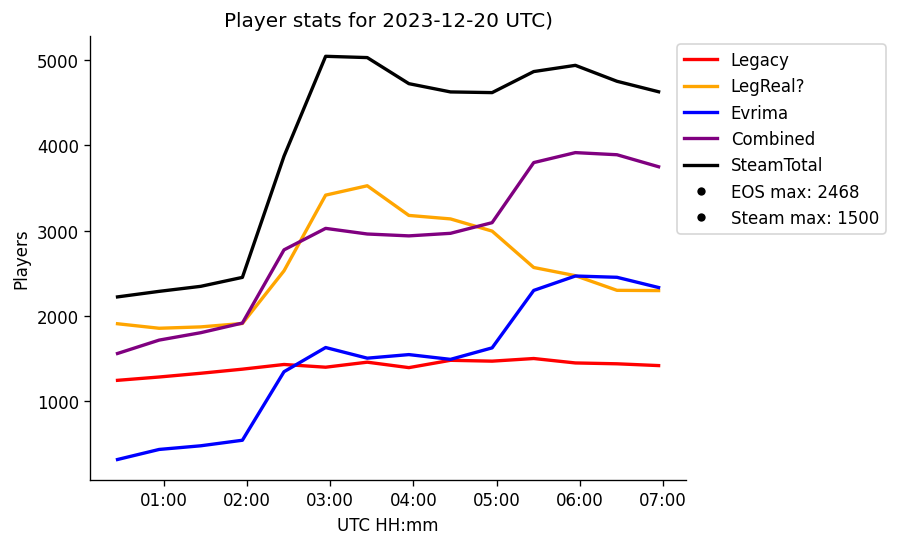 Player stats for 2023-12-20 UTC)
Players
5000
4000
3000
2000
1000
01:00 02:00 03:00 04:00 05:00 06:00 07:00
UTC HH:mm
Legacy
LegReal?
Evrima
Combined
SteamTotal
EOS max: 2468
Steam max: 1500